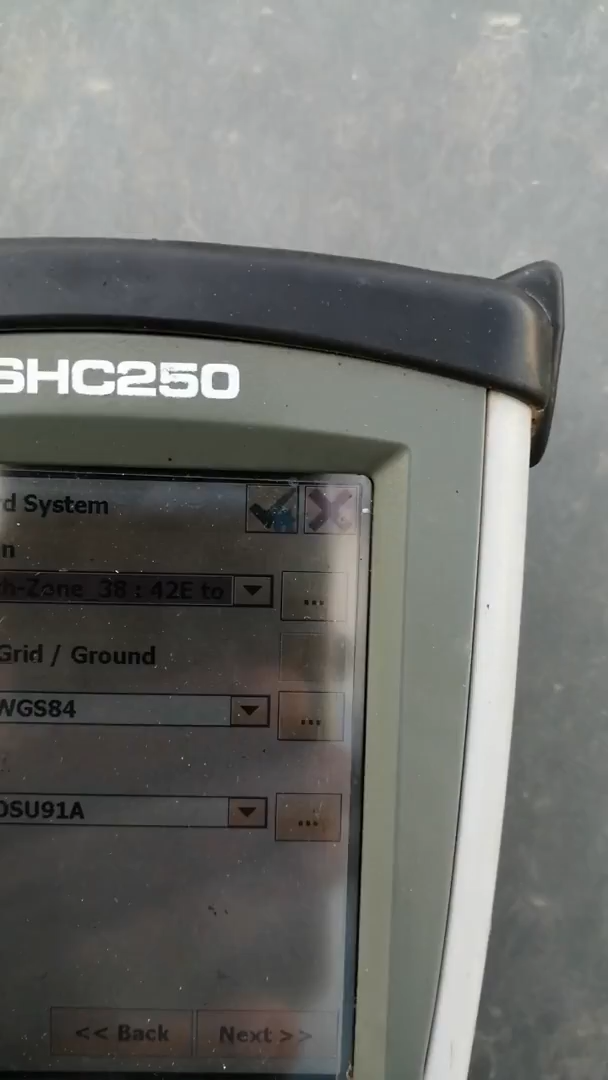 SHC250
d System
n
h-Zone_38 : 42E to
...
Grid / Ground
WGS84
...
OSU91A
...
<< Back Next >>